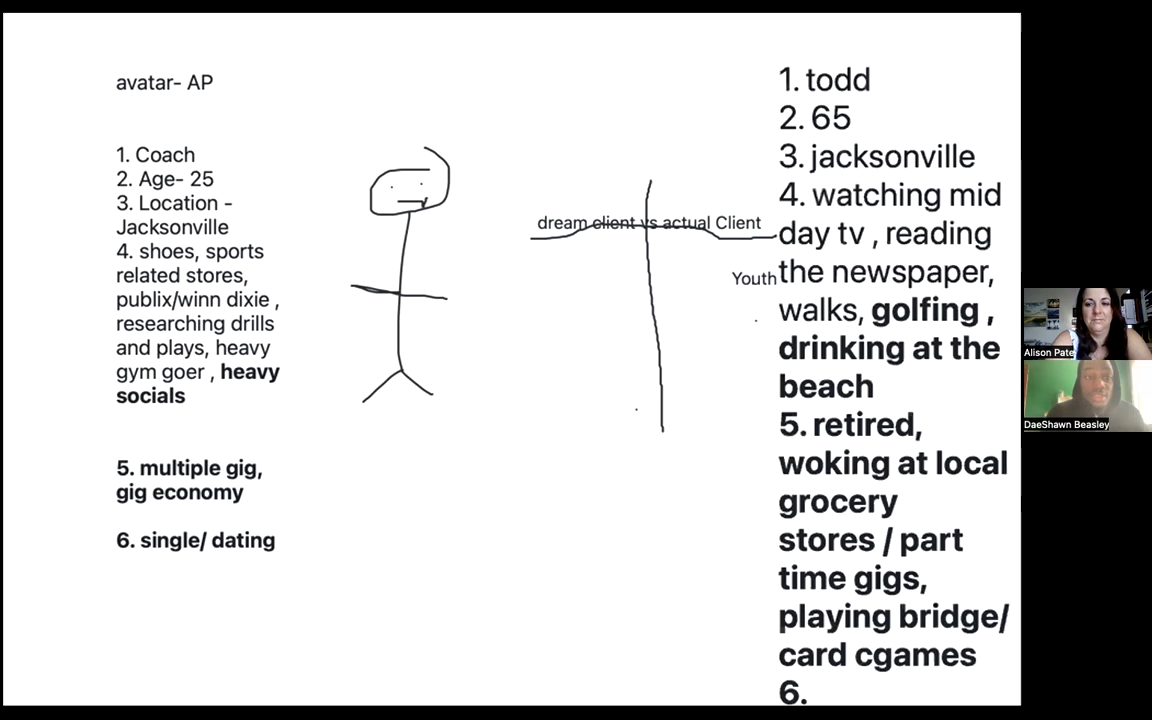 avatar- AP
1. Coach
2. Age- 25
3. Location -
Jacksonville
4. shoes, sports
related stores,
publix/winn dixie ,
researching drills
and plays, heavy
gym goer , heavy
socials
5. multiple gig,
gig economy
6. single/ dating
dream client vs actual Client
Youth
1. todd
2. 65
3. jacksonville
4. watching mid
day tv , reading
the newspaper,
walks, golfing ,
drinking at the
beach
5. retired,
woking at local
grocery
stores / part
time gigs,
playing bridge/
card cgames
6.
Alison Pate
DaeShawn Beasley